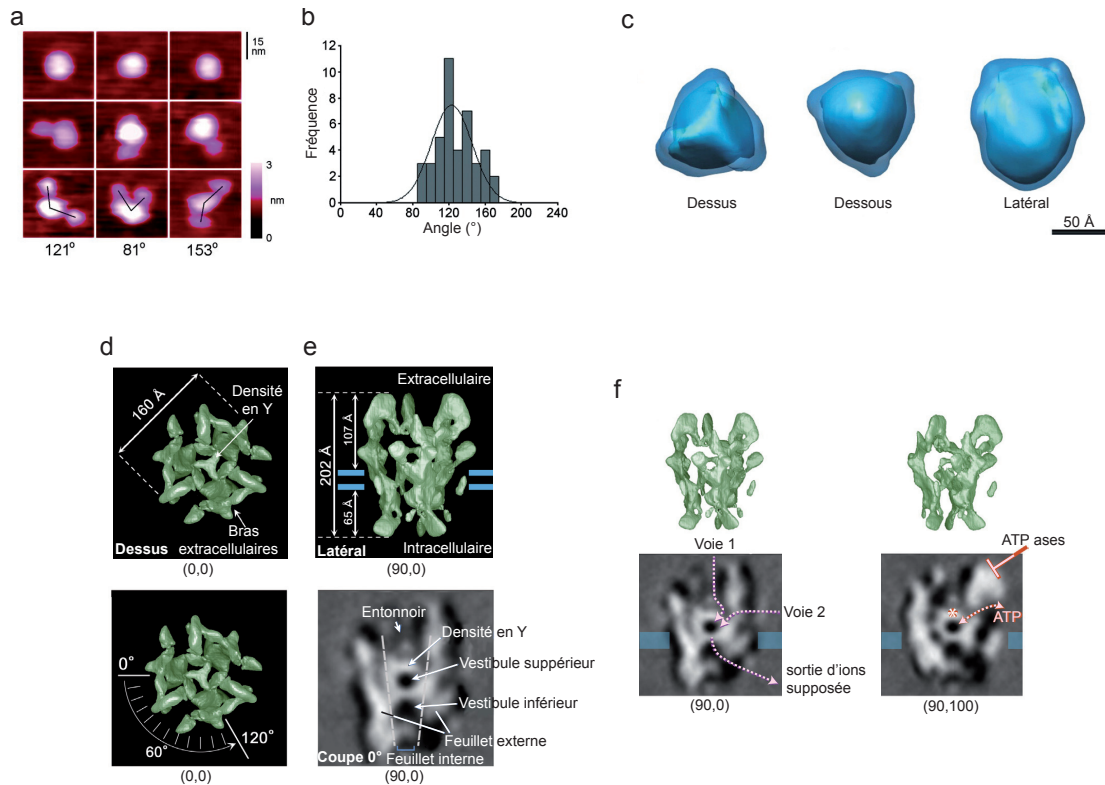 a
15
nm
3
nm
0
121°
81°
153°
b
Fréquence
12
10
8
6
4
2
0
0
40
80
120
160
200
240
Angle (°)
c
Dessus
Dessous
Latéral
50 Å
d
160 Å
Densité
en Y
Bras
extracellulaires
Dessus
(0,0)
0°
60°
120°
(0,0)
e
Extracellulaire
202 Å
107 Å
65 Å
Latéral
Intracellulaire
(90,0)
Entonnoir
Densité en Y
Vestibule suppérieur
Vestibule inférieur
Feuillet externe
Coupe 0°
Feuillet interne
(90,0)
f
Voie 1
Voie 2
sortie d'ions
supposée
(90,0)
ATP ases
*
ATP
(90,100)